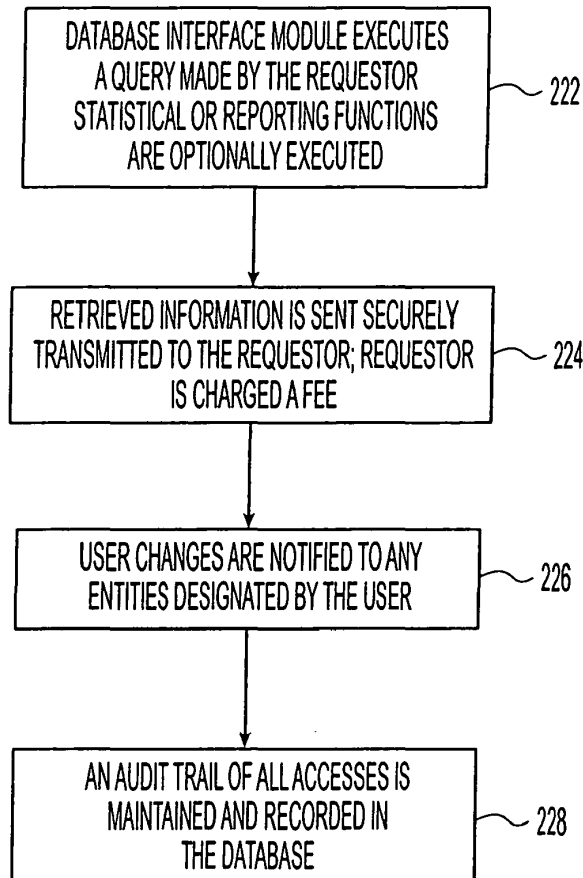 DATABASE INTERFACE MODULE EXECUTES
A QUERY MADE BY THE REQUESTOR
STATISTICAL OR REPORTING FUNCTIONS
ARE OPTIONALLY EXECUTED
222
RETRIEVED INFORMATION IS SENT SECURELY
TRANSMITTED TO THE REQUESTOR; REQUESTOR
IS CHARGED A FEE
224
USER CHANGES ARE NOTIFIED TO ANY
ENTITIES DESIGNATED BY THE USER
226
AN AUDIT TRAIL OF ALL ACCESSES IS
MAINTAINED AND RECORDED IN
THE DATABASE
228